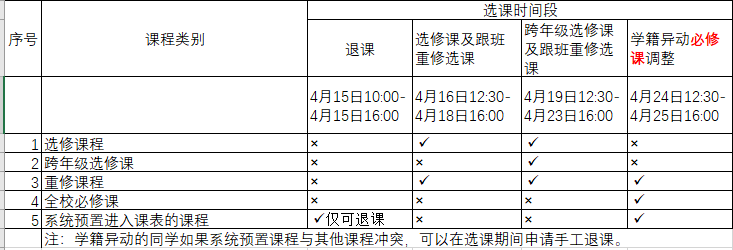 序号 课程类别 选课时间段
退课 选修课及跟班重修选课 跨年级选修课及跟班重修选课 学籍异动必修课调整
4月15日10:00-4月15日16:00 4月16日12:30-4月18日16:00 4月19日12:30-4月23日16:00 4月24日12:30-4月25日16:00
1 选修课程 × ✓ ✓ ×
2 跨年级选修课 × × ✓ ×
3 重修课程 × ✓ ✓ ✓
4 全校必修课 × × × ✓
5 系统预置进入课表的课程 ✓仅可退课 × × ✓
注：学籍异动的同学如果系统预置课程与其他课程冲突，可以在选课期间申请手工退课。